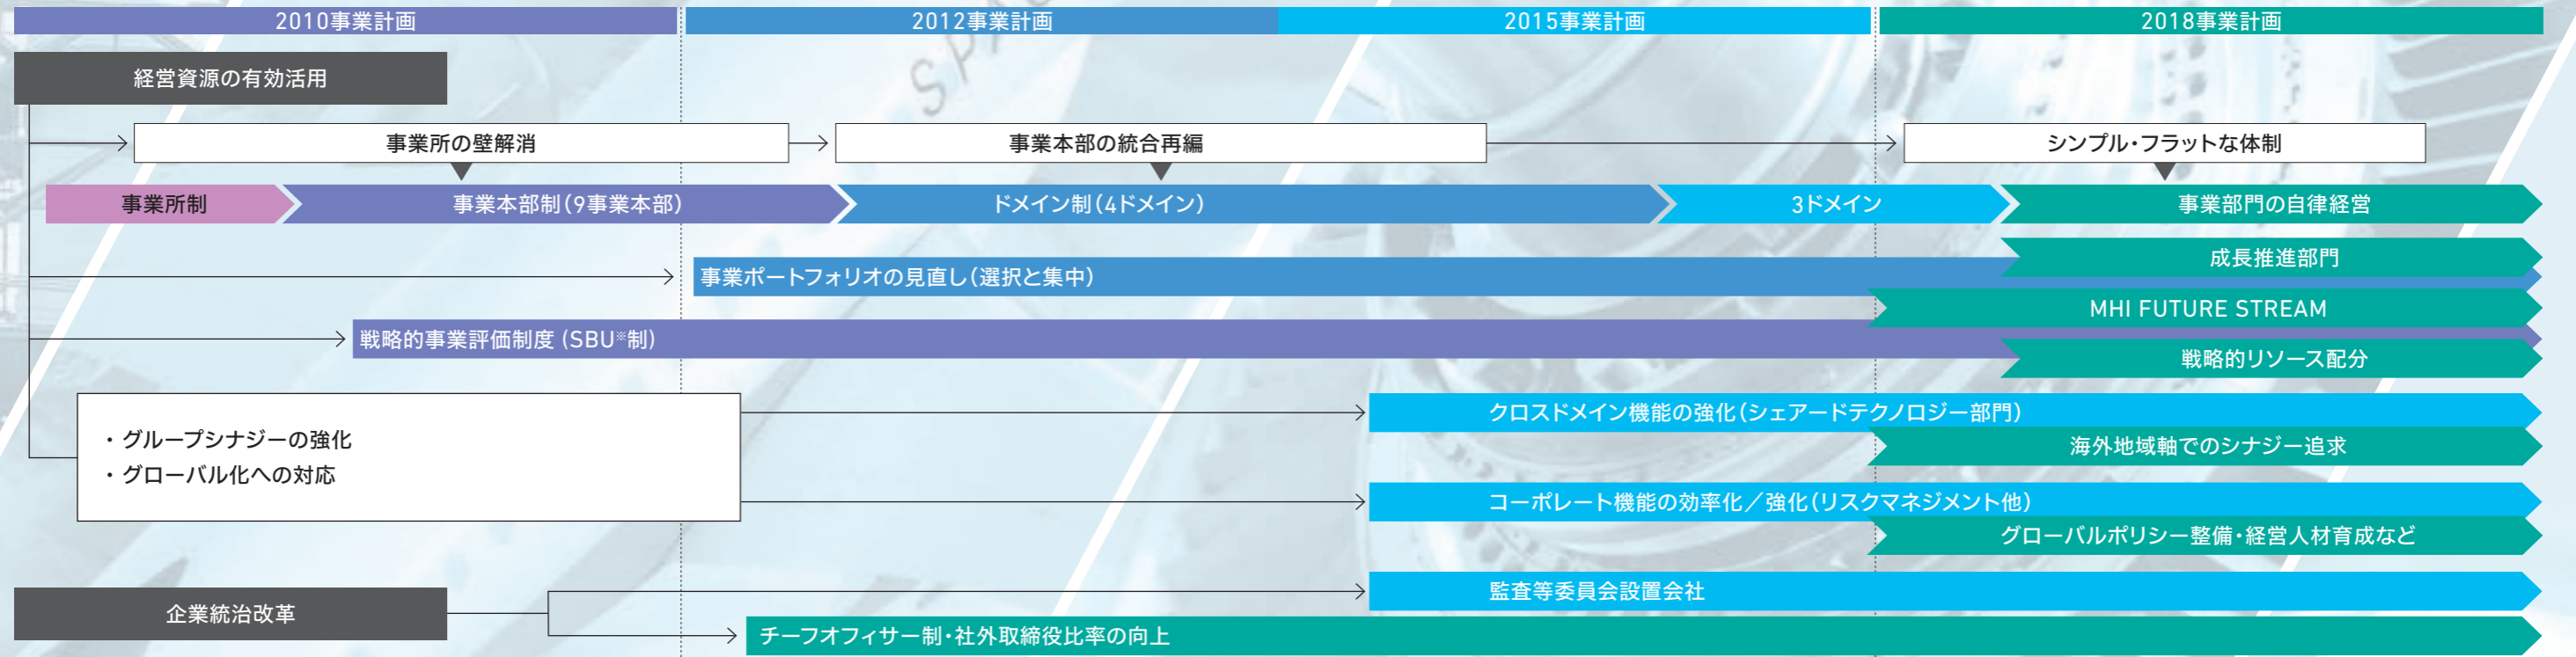 2010事業計画
2012事業計画
2015事業計画
2018事業計画
経営資源の有効活用
事業所の壁解消
事業本部の統合再編
シンプル・フラットな体制
事業所制
事業本部制(9事業本部)
ドメイン制(4ドメイン)
3ドメイン
事業部門の自律経営
成長推進部門
事業ポートフォリオの見直し(選択と集中)
MHI FUTURE STREAM
戦略的事業評価制度 (SBU※制)
戦略的リソース配分
・グループシナジーの強化
・グローバル化への対応
クロスドメイン機能の強化(シェアードテクノロジー部門)
海外地域軸でのシナジー追求
コーポレート機能の効率化／強化(リスクマネジメント他)
グローバルポリシー整備・経営人材育成など
企業統治改革
監査等委員会設置会社
チーフオフィサー制・社外取締役比率の向上